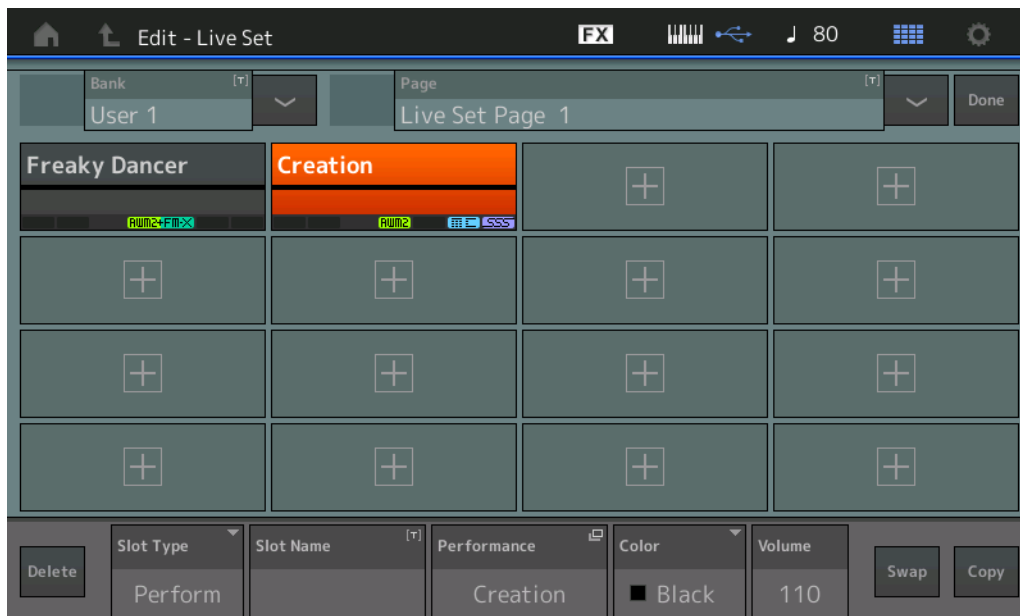 Edit - Live Set FX 80
Bank [T] Page [T]
User 1 Live Set Page 1 Done
Freaky Dancer Creation
AWM2+FM-X AWM2 MC SSS
Slot Type Slot Name [T] Performance Color Volume
Delete Perform Creation Black 110 Swap Copy